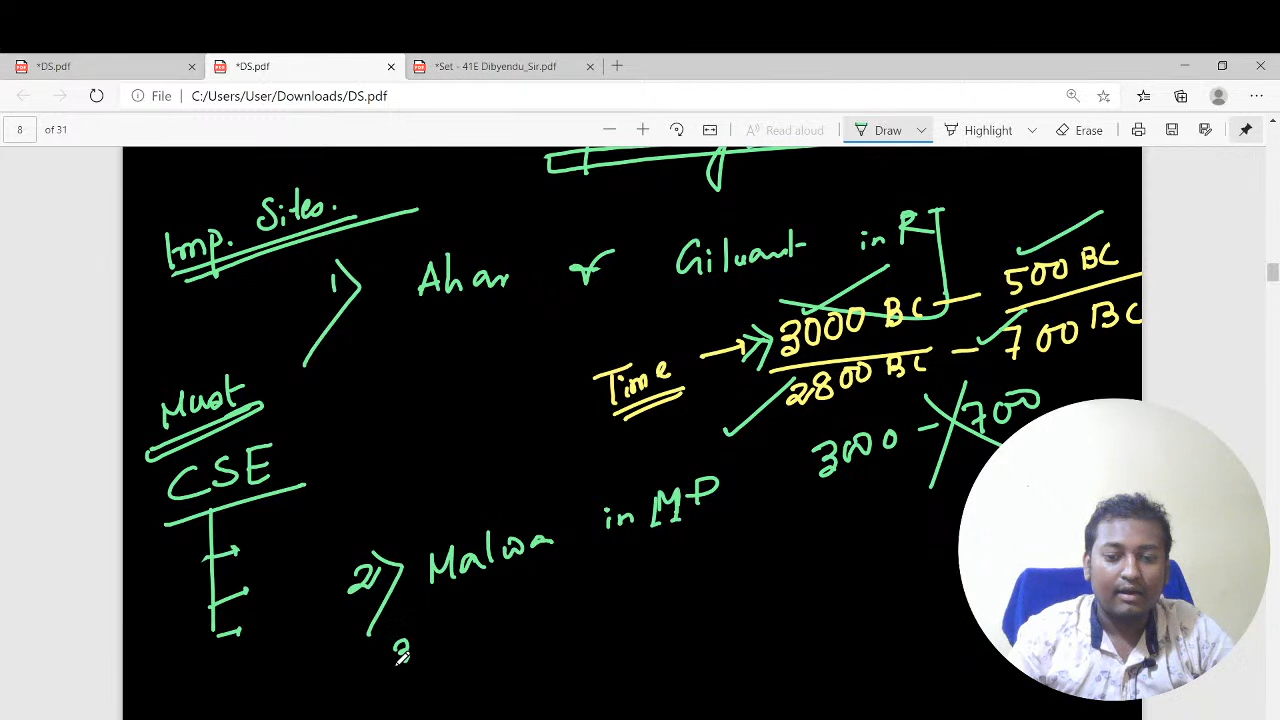 *DS.pdf
*DS.pdf
*Set - 41E Dibyendu_Sir.pdf
File C:/Users/User/Downloads/DS.pdf
8 of 31
Read aloud
Draw
Highlight
Erase
Imp. Sites.
1) Ahar & Giluant in R
Time → 3000 BC - 500 BC
2800 BC - 700 BC
3000 - 700
Must
CSE
2) Malwa in MP
3